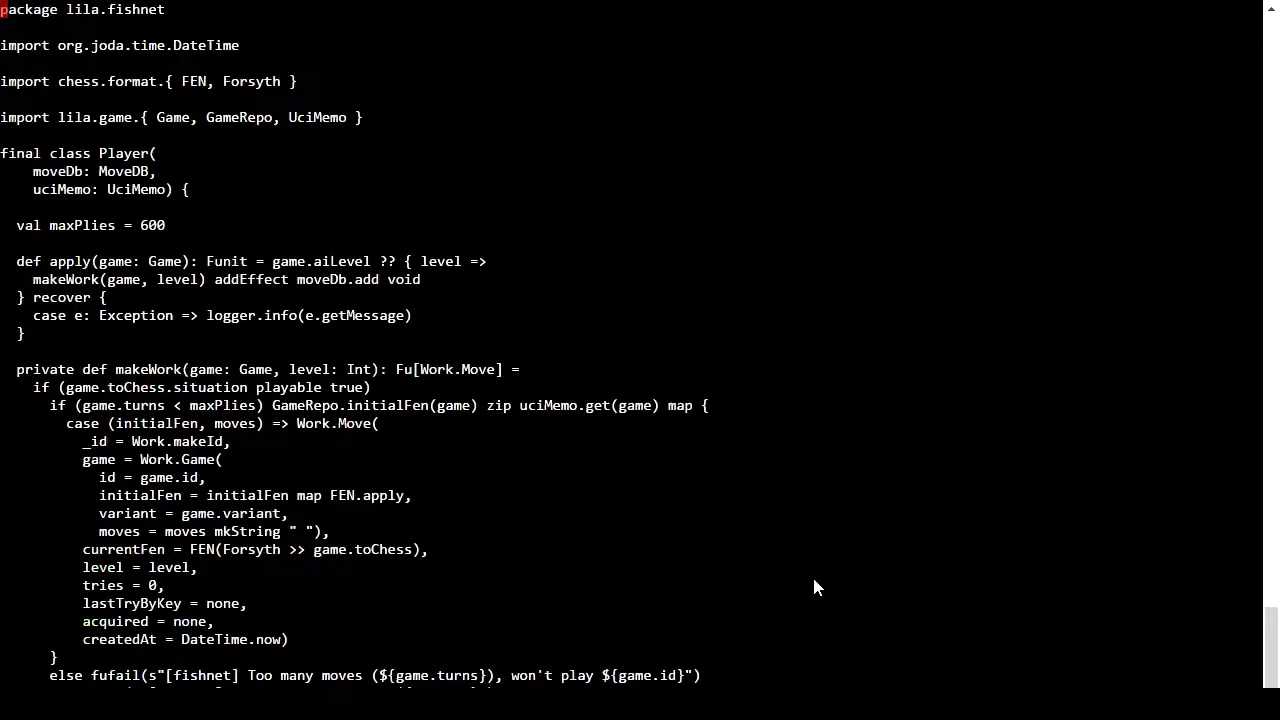 package lila.fishnet
import org.joda.time.DateTime
import chess.format.{ FEN, Forsyth }
import lila.game.{ Game, GameRepo, UciMemo }
final class Player(
moveDb: MoveDB,
uciMemo: UciMemo) {
val maxPlies = 600
def apply(game: Game): Funit = game.aiLevel ?? { level =>
makeWork(game, level) addEffect moveDb.add void
} recover {
case e: Exception => logger.info(e.getMessage)
}
private def makeWork(game: Game, level: Int): Fu[Work.Move] =
if (game.toChess.situation playable true)
if (game.turns < maxPlies) GameRepo.initialFen(game) zip uciMemo.get(game) map {
case (initialFen, moves) => Work.Move(
_id = Work.makeId,
game = Work.Game(
id = game.id,
initialFen = initialFen map FEN.apply,
variant = game.variant,
moves = moves mkString " "),
currentFen = FEN(Forsyth >> game.toChess),
level = level,
tries = 0,
lastTryByKey = none,
acquired = none,
createdAt = DateTime.now)
}
else fufail(s"[fishnet] Too many moves (${game.turns}), won't play ${game.id}")